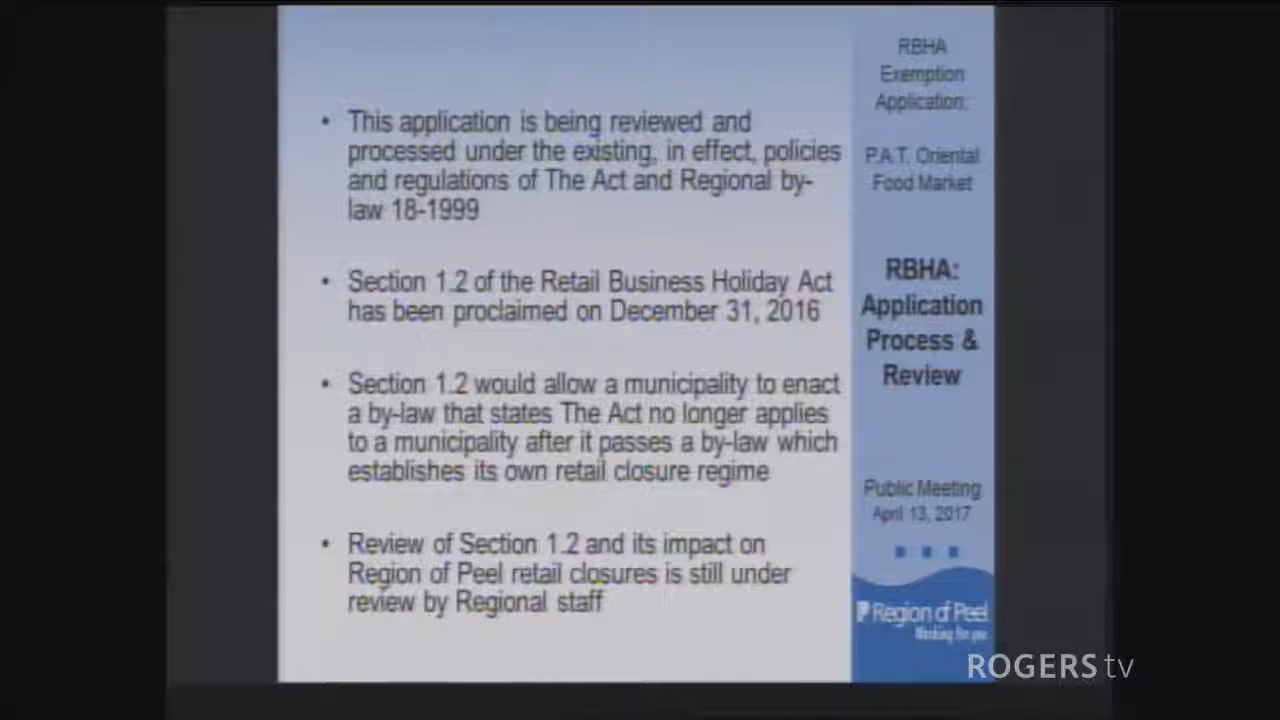 • This application is being reviewed and
processed under the existing, in effect, policies
and regulations of The Act and Regional by-
law 18-1999
• Section 1.2 of the Retail Business Holiday Act
has been proclaimed on December 31, 2016
• Section 1.2 would allow a municipality to enact
a by-law that states The Act no longer applies
to a municipality after it passes a by-law which
establishes its own retail closure regime
• Review of Section 1.2 and its impact on
Region of Peel retail closures is still under
review by Regional staff
RBHA
Exemption
Application:
P.A.T. Oriental
Food Market
RBHA:
Application
Process &
Review
Public Meeting
April 13, 2017
Region of Peel
Working for you
ROGERS tv